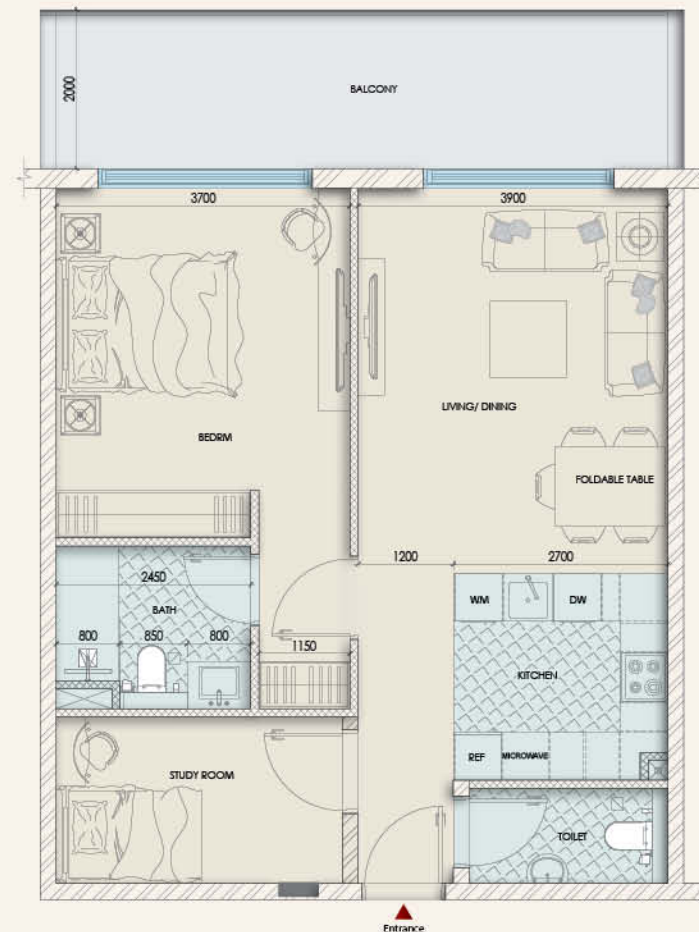 2000
BALCONY
3700
3900
LIVING/ DINING
BEDRM
FOLDABLE TABLE
1200
2700
2450
WM
DW
BATH
800
850
800
1150
KITCHEN
REF
MICROWAVE
STUDY ROOM
TOILET
Entrance